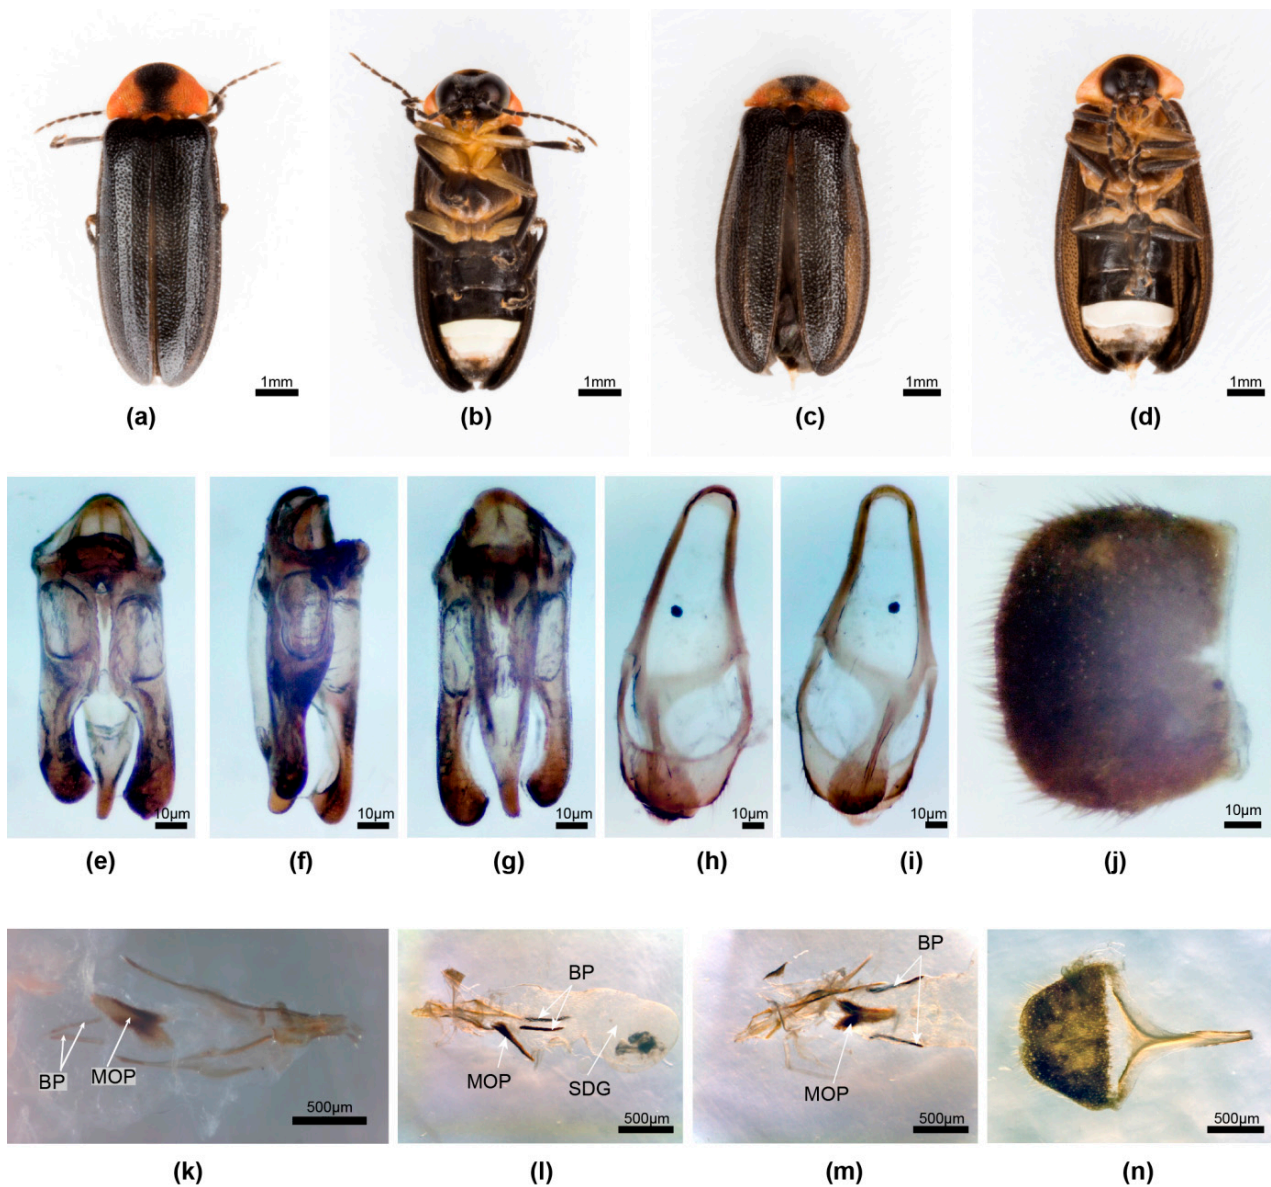 1mm 1mm 1mm 1mm
(a) (b) (c) (d)
10µm 10µm 10µm 10µm 10µm 10µm
(e) (f) (g) (h) (i) (j)
BP MOP 500µm
BP MOP SDG 500µm
BP MOP 500µm
500µm
(k) (l) (m) (n)